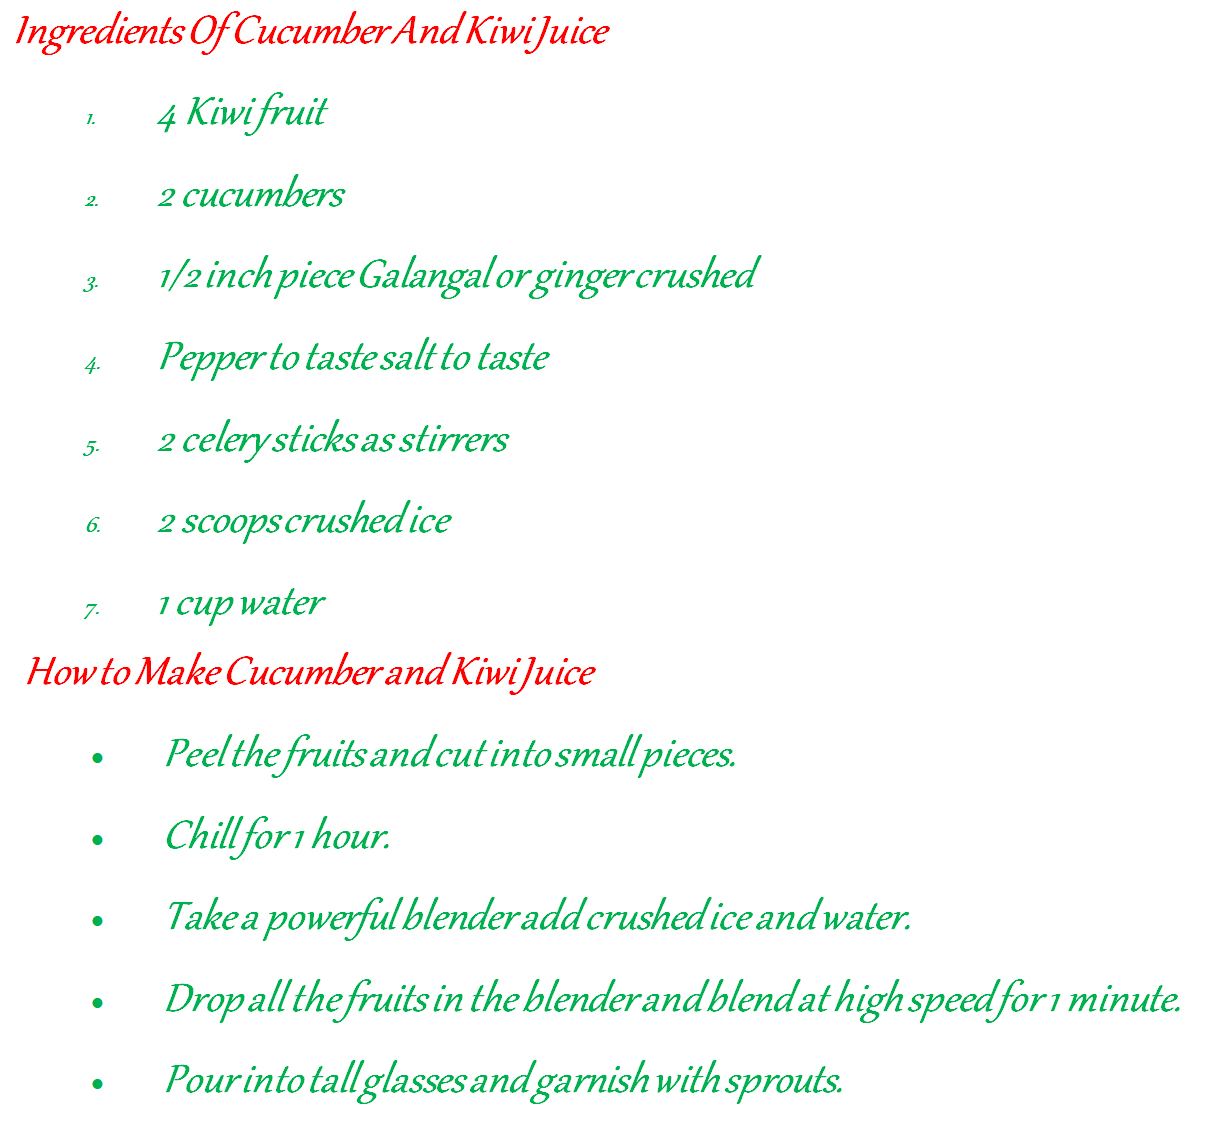 Ingredients Of Cucumber And Kiwi Juice
1. 4 Kiwi fruit
2. 2 cucumbers
3. 1/2 inch piece Galangal or ginger crushed
4. Pepper to taste salt to taste
5. 2 celery sticks as stirrers
6. 2 scoops crushed ice
7. 1 cup water
How to Make Cucumber and Kiwi Juice
• Peel the fruits and cut into small pieces.
• Chill for 1 hour.
• Take a powerful blender add crushed ice and water.
• Drop all the fruits in the blender and blend at high speed for 1 minute.
• Pour into tall glasses and garnish with sprouts.